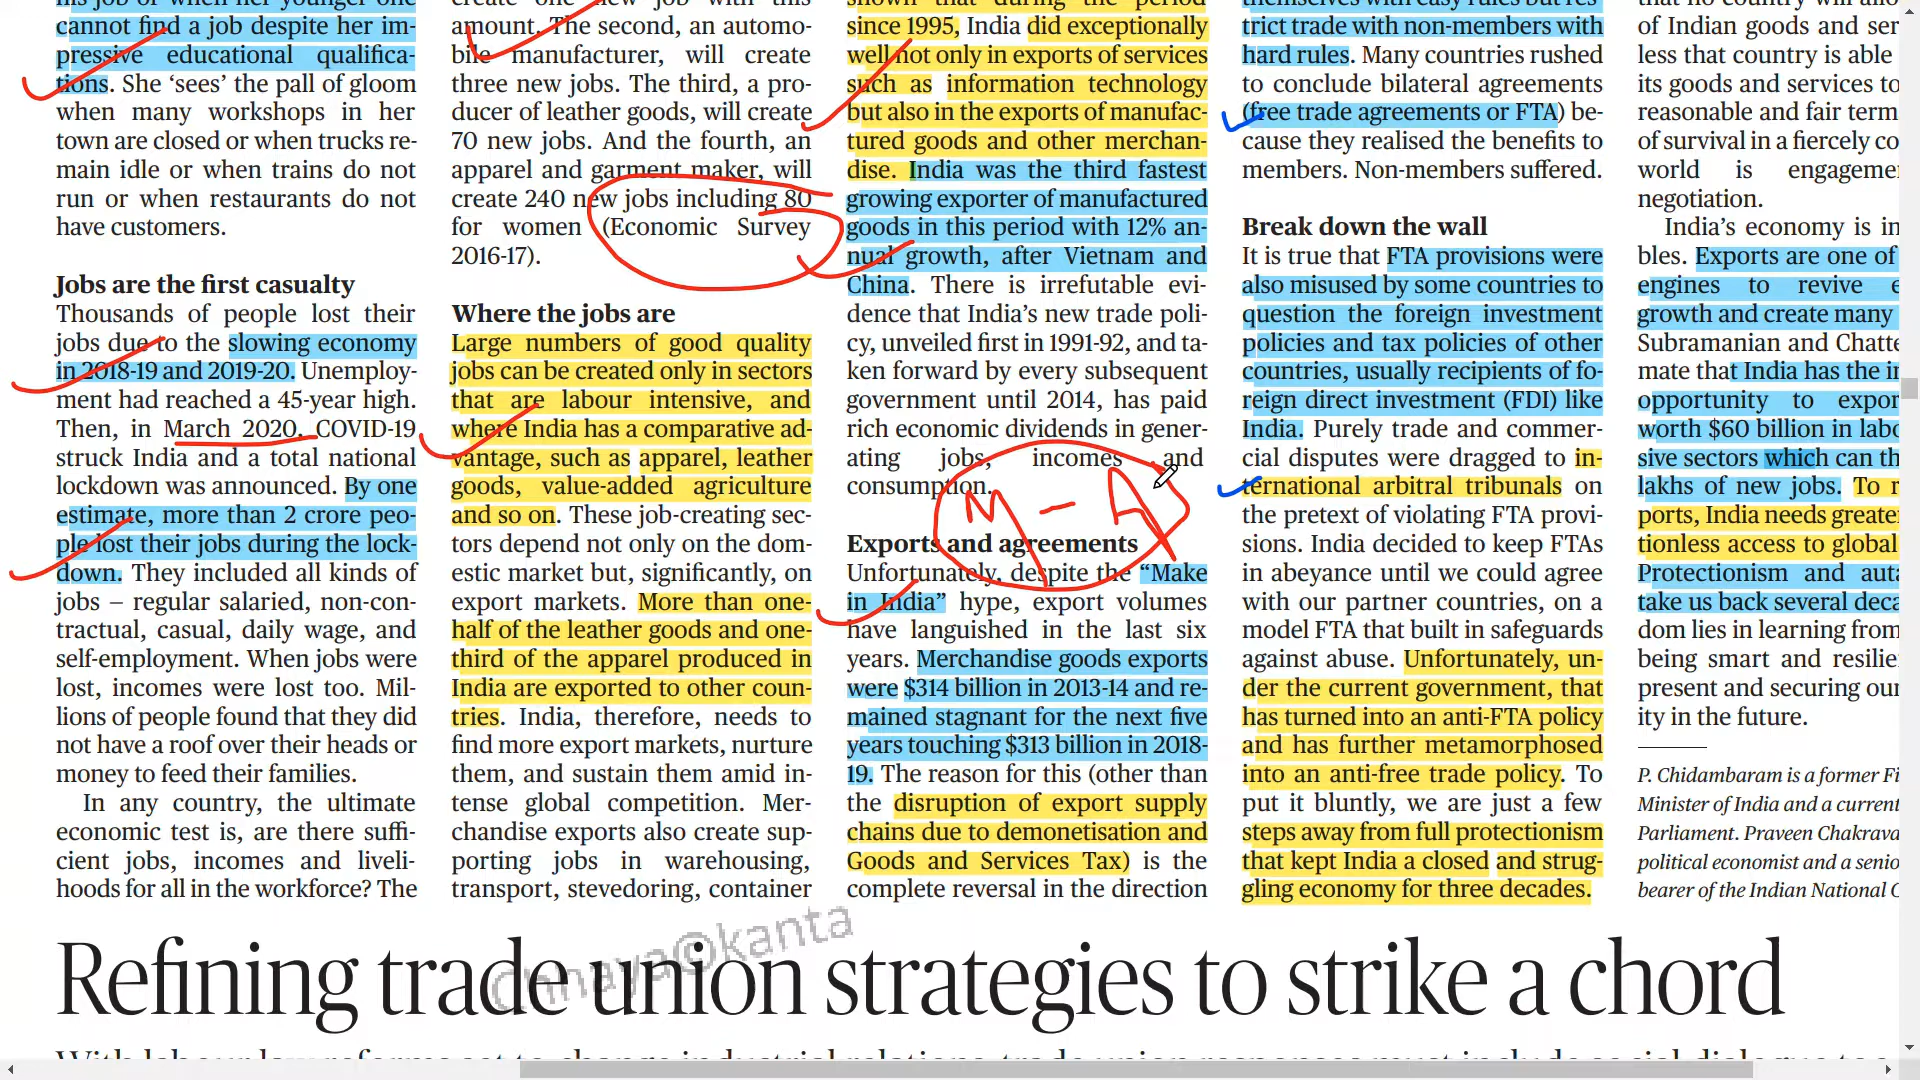 his job or when her younger one
cannot find a job despite her im-
pressive educational qualifica-
tions. She ‘sees’ the pall of gloom
when many workshops in her
town are closed or when trucks re-
main idle or when trains do not
run or when restaurants do not
have customers.
Jobs are the first casualty
Thousands of people lost their
jobs due to the slowing economy
in 2018-19 and 2019-20. Unemploy-
ment had reached a 45-year high.
Then, in March 2020, COVID-19
struck India and a total national
lockdown was announced. By one
estimate, more than 2 crore peo-
ple lost their jobs during the lock-
down. They included all kinds of
jobs — regular salaried, non-con-
tractual, casual, daily wage, and
self-employment. When jobs were
lost, incomes were lost too. Mil-
lions of people found that they did
not have a roof over their heads or
money to feed their families.
In any country, the ultimate
economic test is, are there suffi-
cient jobs, incomes and liveli-
hoods for all in the workforce? The
create one new job with this
amount. The second, an automo-
bile manufacturer, will create
three new jobs. The third, a pro-
ducer of leather goods, will create
70 new jobs. And the fourth, an
apparel and garment maker, will
create 240 new jobs including 80
for women (Economic Survey
2016-17).
Where the jobs are
Large numbers of good quality
jobs can be created only in sectors
that are labour intensive, and
where India has a comparative ad-
vantage, such as apparel, leather
goods, value-added agriculture
and so on. These job-creating sec-
tors depend not only on the dom-
estic market but, significantly, on
export markets. More than one-
half of the leather goods and one-
third of the apparel produced in
India are exported to other coun-
tries. India, therefore, needs to
find more export markets, nurture
them, and sustain them amid in-
tense global competition. Mer-
chandise exports also create sup-
porting jobs in warehousing,
transport, stevedoring, container
shown that during the period
since 1995, India did exceptionally
well not only in exports of services
such as information technology
but also in the exports of manufac-
tured goods and other merchan-
dise. India was the third fastest
growing exporter of manufactured
goods in this period with 12% an-
nual growth, after Vietnam and
China. There is irrefutable evi-
dence that India’s new trade poli-
cy, unveiled first in 1991-92, and ta-
ken forward by every subsequent
government until 2014, has paid
rich economic dividends in gener-
ating jobs, incomes and
consumption.
Exports and agreements
Unfortunately, despite the “Make
in India” hype, export volumes
have languished in the last six
years. Merchandise goods exports
were $314 billion in 2013-14 and re-
mained stagnant for the next five
years touching $313 billion in 2018-
19. The reason for this (other than
the disruption of export supply
chains due to demonetisation and
Goods and Services Tax) is the
complete reversal in the direction
themselves with easy rules but res-
trict trade with non-members with
hard rules. Many countries rushed
to conclude bilateral agreements
(free trade agreements or FTA) be-
cause they realised the benefits to
members. Non-members suffered.
Break down the wall
It is true that FTA provisions were
also misused by some countries to
question the foreign investment
policies and tax policies of other
countries, usually recipients of fo-
reign direct investment (FDI) like
India. Purely trade and commer-
cial disputes were dragged to in-
ternational arbitral tribunals on
the pretext of violating FTA provi-
sions. India decided to keep FTAs
in abeyance until we could agree
with our partner countries, on a
model FTA that built in safeguards
against abuse. Unfortunately, un-
der the current government, that
has turned into an anti-FTA policy
and has further metamorphosed
into an anti-free trade policy. To
put it bluntly, we are just a few
steps away from full protectionism
that kept India a closed and strug-
gling economy for three decades.
that no country will
of Indian goods and ser
less that country is able
its goods and services to
reasonable and fair term
of survival in a fiercely co
world is engagemen
negotiation.
India’s economy is in
bles. Exports are one of
engines to revive e
growth and create many
Subramanian and Chatte
mate that India has the in
opportunity to expor
worth $60 billion in labo
sive sectors which can th
lakhs of new jobs. To r
ports, India needs greate
tionless access to global
Protectionism and auta
take us back several deca
dom lies in learning from
being smart and resilie
present and securing our
ity in the future.
P. Chidambaram is a former Fi
Minister of India and a current
Parliament. Praveen Chakrava
political economist and a senio
bearer of the Indian National C
M - A
Chhaya©kanta
Refining trade union strategies to strike a chord